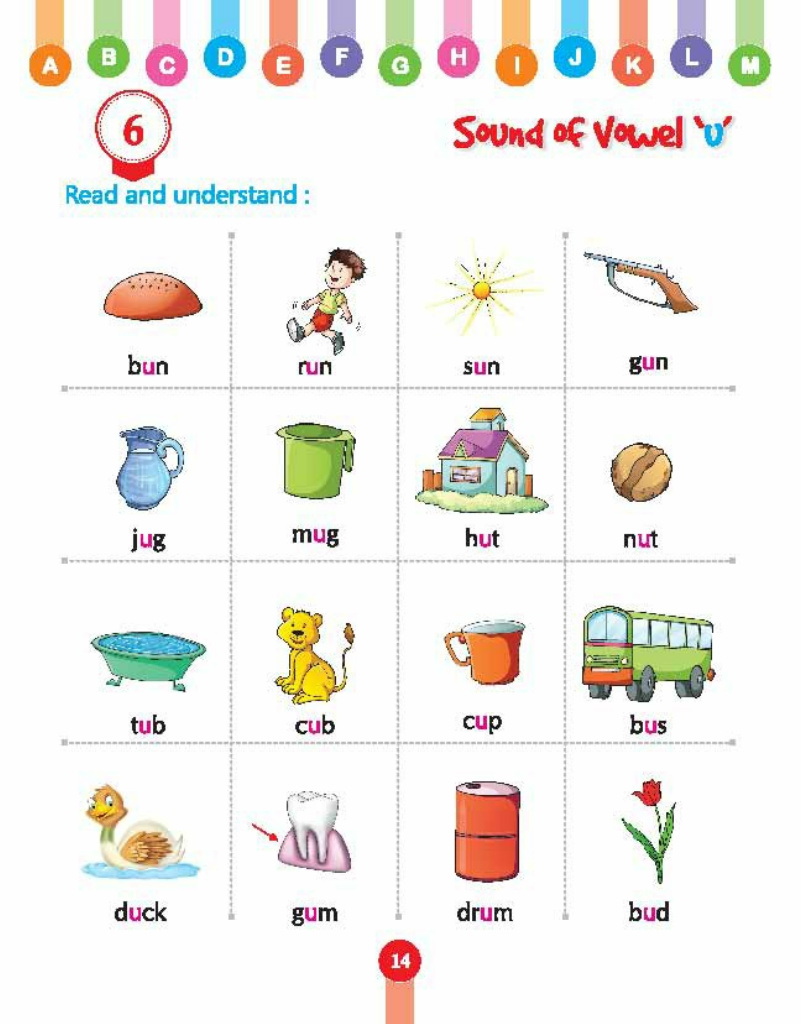 A B C D E F G H I J K L M
6
Sound of Vowel ‘u’
Read and understand :
bun run sun gun
jug mug hut nut
tub cub cup bus
duck gum drum bud
14